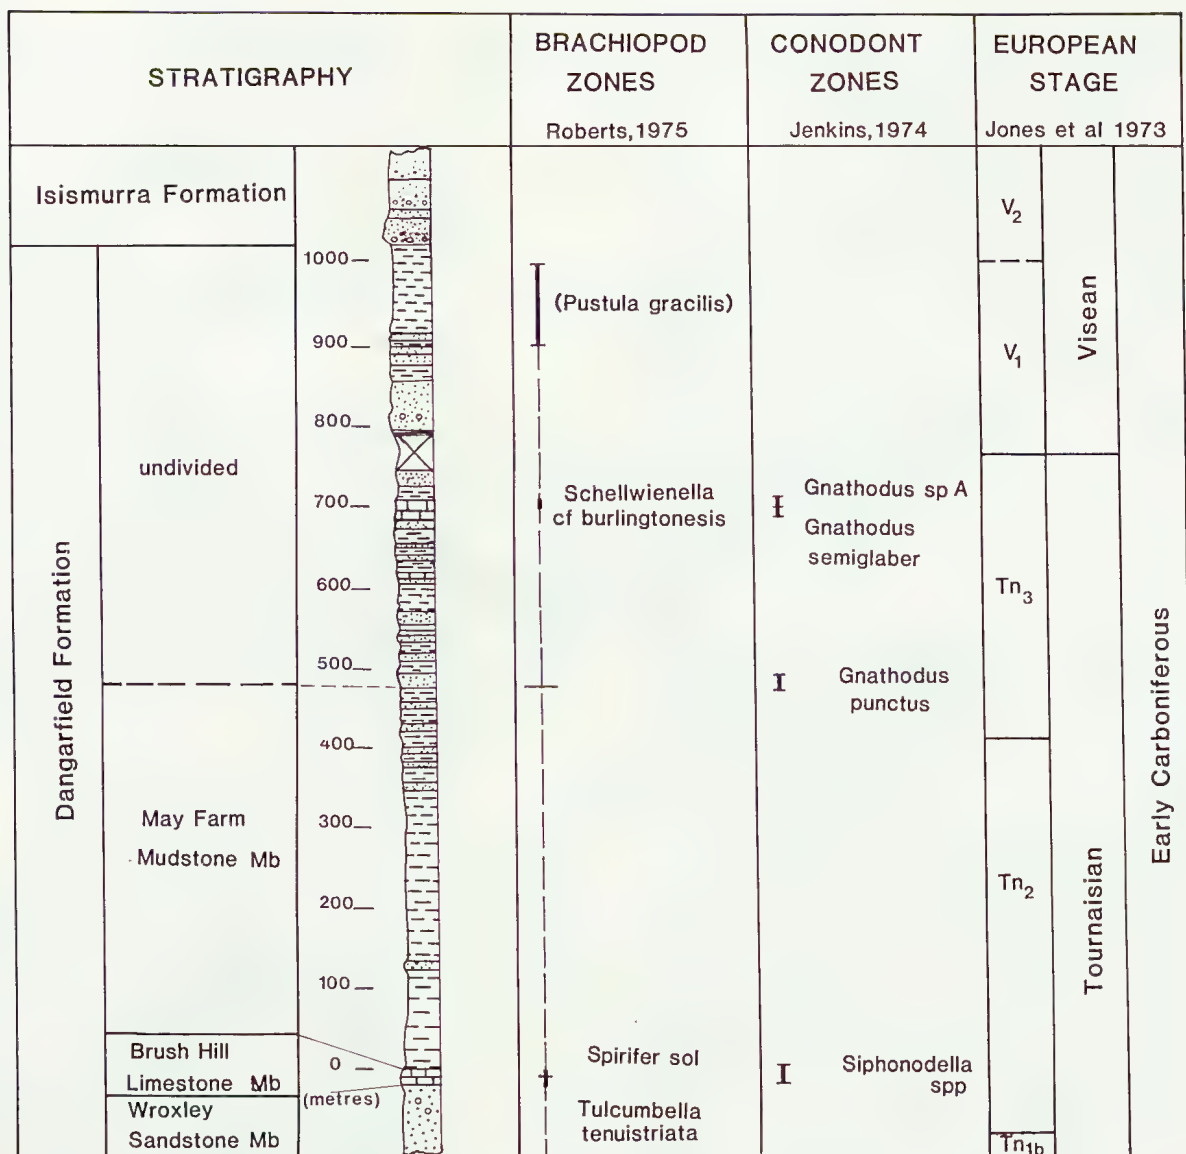 STRATIGRAPHY
BRACHIOPOD
ZONES
Roberts,1975
CONODONT
ZONES
Jenkins,1974
EUROPEAN
STAGE
Jones et al 1973
Isismurra Formation
Dangarfield Formation
undivided
May Farm
Mudstone Mb
Brush Hill
Limestone Mb
Wroxley
Sandstone Mb
1000
900
800
700
600
500
400
300
200
100
0
(metres)
(Pustula gracilis)
Schellwienella
cf burlingtonesis
Spirifer sol
Tulcumbella
tenuistriata
Gnathodus sp A
Gnathodus
semiglaber
Gnathodus
punctus
Siphonodella
spp
V2
V1
Tn3
Tn2
Tn1b
Visean
Tournaisian
Early Carboniferous